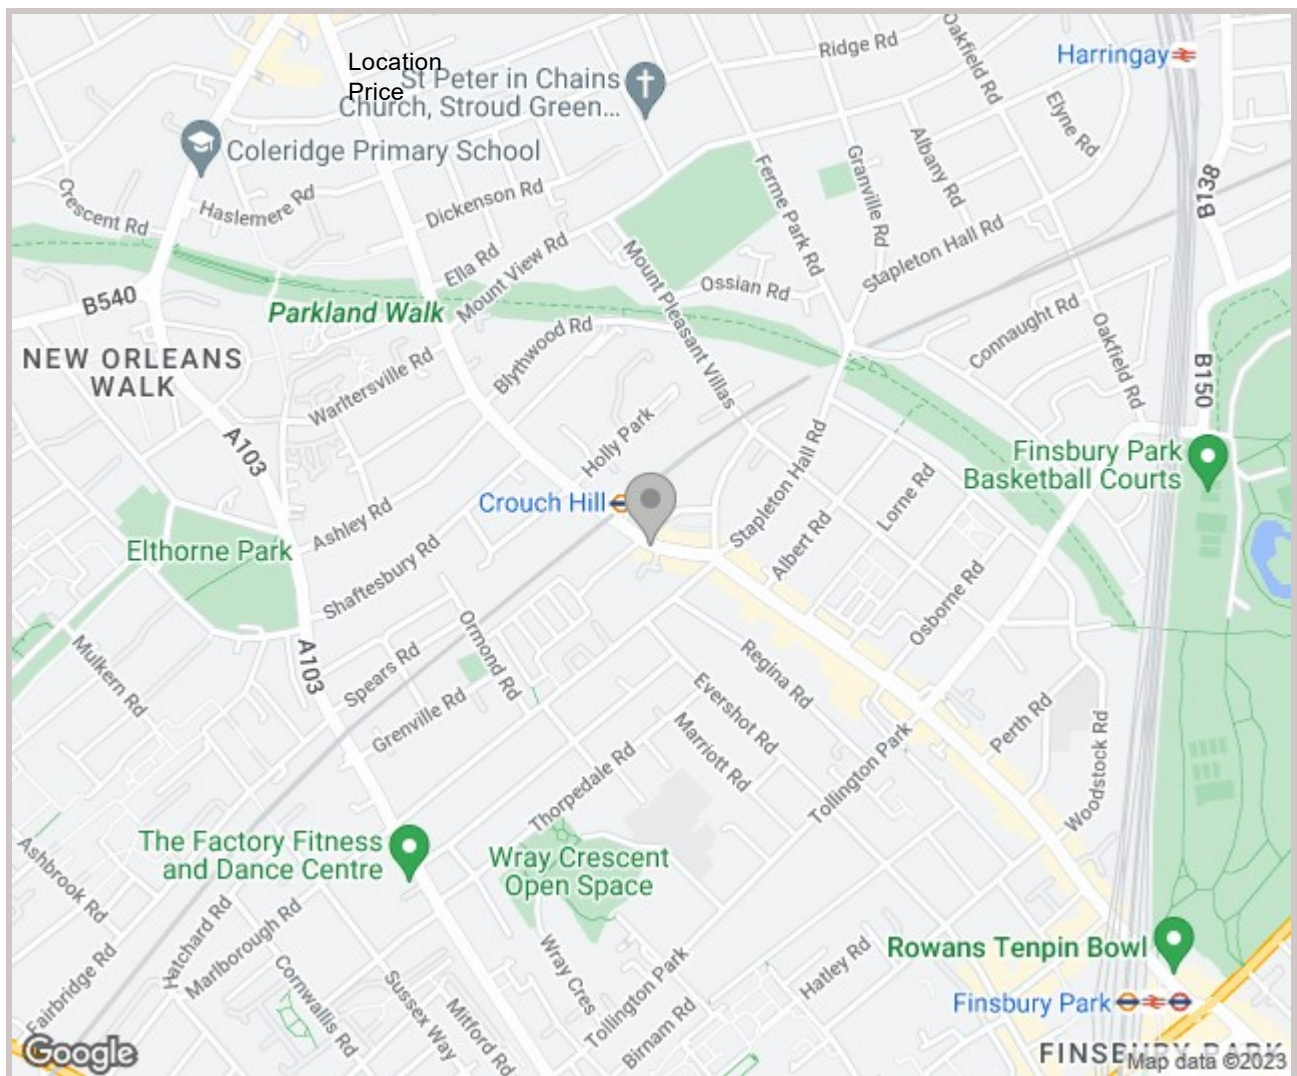 Location
Price
St Peter in Chains
Church, Stroud Green...
Ridge Rd
Oakfield Rd
Harringay
Elyne Rd
Coleridge Primary School
Albany Rd
Granville Rd
Ferme Park Rd
B138
Crescent Rd
Haslemere Rd
Dickenson Rd
Ella Rd
Mount View Rd
Mount Pleasant Villas
Ossian Rd
Stapleton Hall Rd
B540
Parkland Walk
Blythwood Rd
Connaught Rd
Oakfield Rd
B150
NEW ORLEANS
WALK
Warltersville Rd
A103
Holly Park
Finsbury Park
Basketball Courts
Crouch Hill
Stapleton Hall Rd
Lorne Rd
Albert Rd
Ashley Rd
Elthorne Park
Shaftesbury Rd
Osborne Rd
Mulkern Rd
A103
Spears Rd
Ormond Rd
Grenville Rd
Regina Rd
Evershot Rd
Marriott Rd
Perth Rd
Woodstock Rd
Tollington Park
Thorpedale Rd
The Factory Fitness
and Dance Centre
Wray Crescent
Open Space
Ashbrook Rd
Hatchard Rd
Marlborough Rd
Fairbridge Rd
Cornwallis Rd
Sussex Way
Mitford Rd
Wray Cres
Tollington Park
Birnam Rd
Hatley Rd
Rowans Tenpin Bowl
Finsbury Park
FINSBURY PARK
Google
Map data ©2023